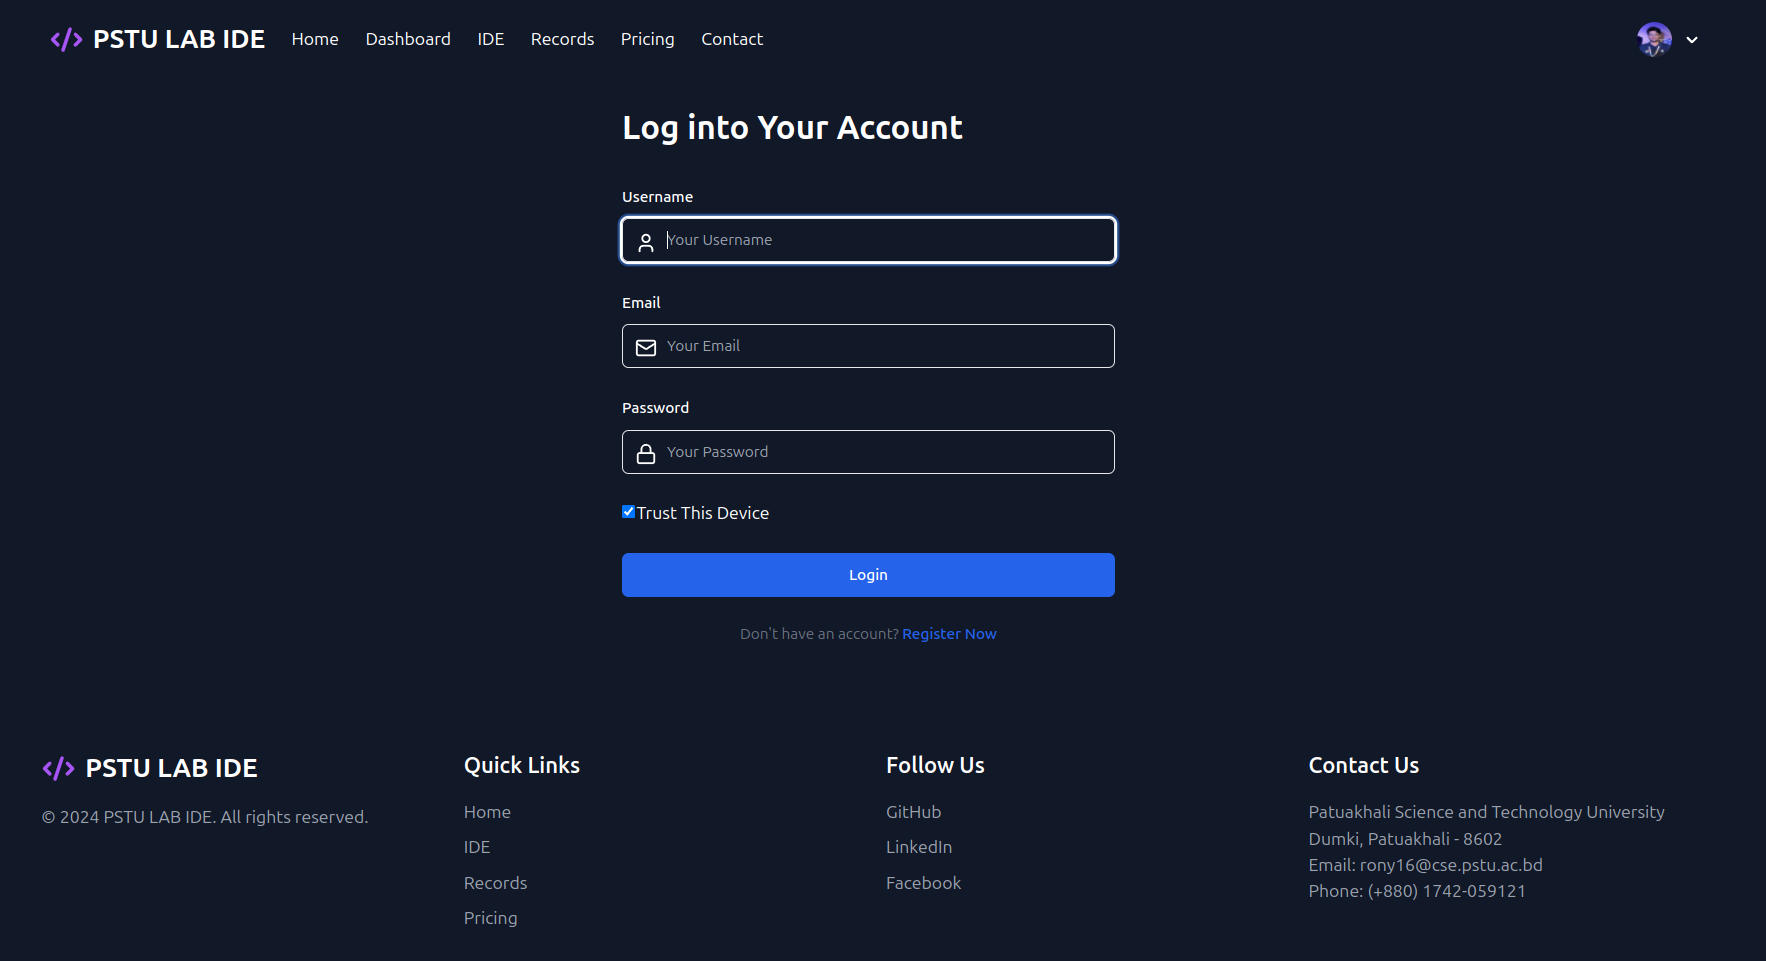 PSTU LAB IDE Home Dashboard IDE Records Pricing Contact
Log into Your Account
Username
Your Username
Email
Your Email
Password
Your Password
Trust This Device
Login
Don't have an account? Register Now
PSTU LAB IDE
© 2024 PSTU LAB IDE. All rights reserved.
Quick Links
Home
IDE
Records
Pricing
Follow Us
GitHub
LinkedIn
Facebook
Contact Us
Patuakhali Science and Technology University
Dumki, Patuakhali - 8602
Email: rony16@cse.pstu.ac.bd
Phone: (+880) 1742-059121